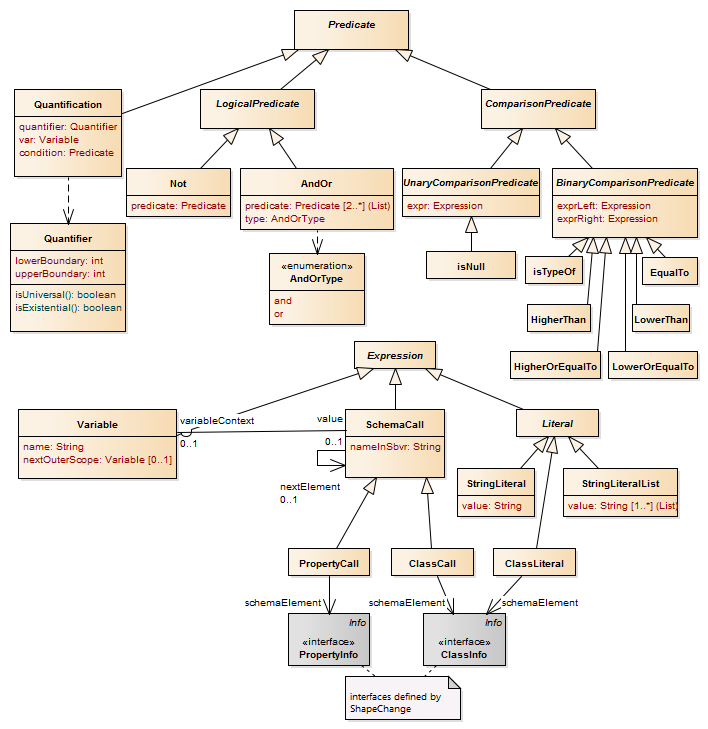 Predicate
Quantification
quantifier: Quantifier
var: Variable
condition: Predicate
LogicalPredicate
ComparisonPredicate
Not
predicate: Predicate
AndOr
predicate: Predicate [2..*] (List)
type: AndOrType
UnaryComparisonPredicate
expr: Expression
BinaryComparisonPredicate
exprLeft: Expression
exprRight: Expression
Quantifier
lowerBoundary: int
upperBoundary: int
isUniversal(): boolean
isExistential(): boolean
«enumeration»
AndOrType
and
or
isNull
isTypeOf
EqualTo
HigherThan
LowerThan
HigherOrEqualTo
LowerOrEqualTo
Expression
Variable
name: String
nextOuterScope: Variable [0..1]
variableContext
0..1
value
0..1
SchemaCall
nameInSbvr: String
nextElement
0..1
Literal
StringLiteral
value: String
StringLiteralList
value: String [1..*] (List)
PropertyCall
ClassCall
ClassLiteral
schemaElement
schemaElement
schemaElement
Info
«interface»
PropertyInfo
Info
«interface»
ClassInfo
interfaces defined by
ShapeChange